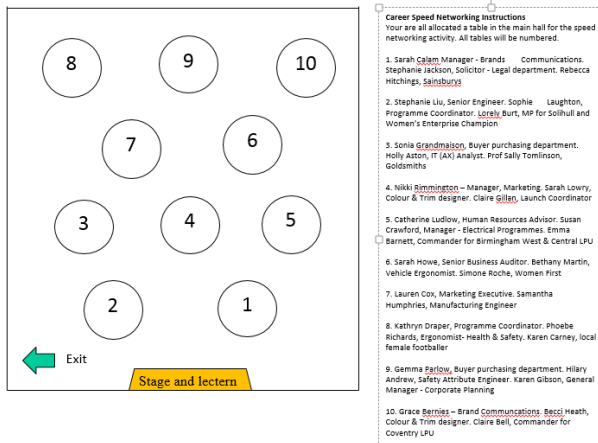 8
9
10
7
6
3
4
5
2
1
Exit
Stage and lectern
Career Speed Networking Instructions
Your are all allocated a table in the main hall for the speed
networking activity. All tables will be numbered.
1. Sarah Calam Manager - Brands Communications.
Stephanie Jackson, Solicitor - Legal department. Rebecca
Hitchings, Sainsburys
2. Stephanie Liu, Senior Engineer. Sophie Laughton,
Programme Coordinator. Lorely Burt, MP for Solihull and
Women's Enterprise Champion
3. Sonia Grandmaison, Buyer purchasing department.
Holly Aston, IT (AX) Analyst. Prof Sally Tomlinson,
Goldsmiths
4. Nikki Rimmington – Manager, Marketing. Sarah Lowry,
Colour & Trim designer. Claire Gillan, Launch Coordinator
5. Catherine Ludlow, Human Resources Advisor. Susan
Crawford, Manager - Electrical Programmes. Emma
Barnett, Commander for Birmingham West & Central LPU
6. Sarah Howe, Senior Business Auditor. Bethany Martin,
Vehicle Ergonomist. Simone Roche, Women First
7. Lauren Cox, Marketing Executive. Samantha
Humphries, Manufacturing Engineer
8. Kathryn Draper, Programme Coordinator. Phoebe
Richards, Ergonomist- Health & Safety. Karen Carney, local
female footballer
9. Gemma Parlow, Buyer purchasing department. Hilary
Andrew, Safety Attribute Engineer. Karen Gibson, General
Manager - Corporate Planning
10. Grace Bernies – Brand Communcations. Becci Heath,
Colour & Trim designer. Claire Bell, Commander for
Coventry LPU